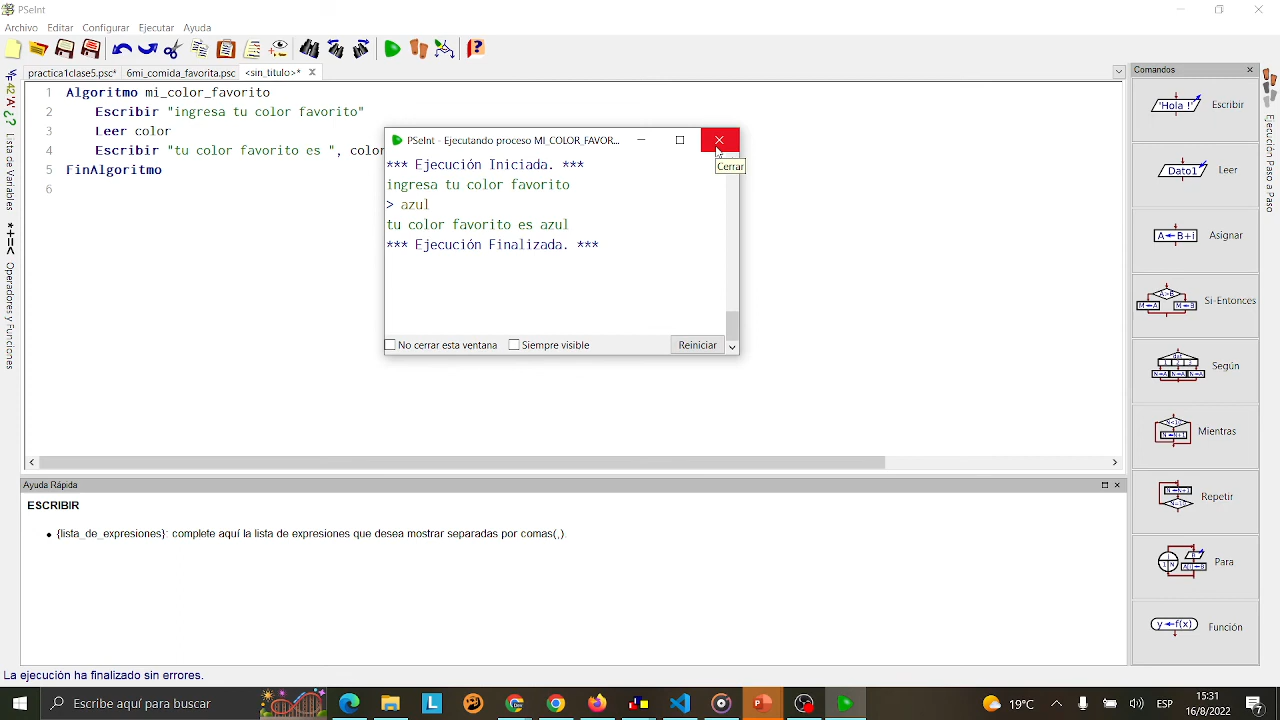 PSeInt
Archivo Editar Configurar Ejecutar Ayuda
practica1clase5.psc* 6mi_comida_favorita.psc <sin_titulo>*
Comandos
1 Algoritmo mi_color_favorito
2 Escribir "ingresa tu color favorito"
3 Leer color
4 Escribir "tu color favorito es ", color
5 FinAlgoritmo
6
PSeInt - Ejecutando proceso MI_COLOR_FAVOR...
Cerrar
*** Ejecución Iniciada. ***
ingresa tu color favorito
> azul
tu color favorito es azul
*** Ejecución Finalizada. ***
No cerrar esta ventana Siempre visible Reiniciar
Lista de Variables
*+=< Operadores y Funciones
Ejecución Paso a Paso
'Hola !' Escribir
Dato1 Leer
A←B+i Asignar
A>B Si-Entonces
Según
Mientras
Repetir
Para
y←f(x) Función
Ayuda Rápida
ESCRIBIR
• {lista_de_expresiones}: complete aquí la lista de expresiones que desea mostrar separadas por comas(,).
La ejecución ha finalizado sin errores.
Escribe aquí para buscar
19°C
ESP
15:31
16/8/2022